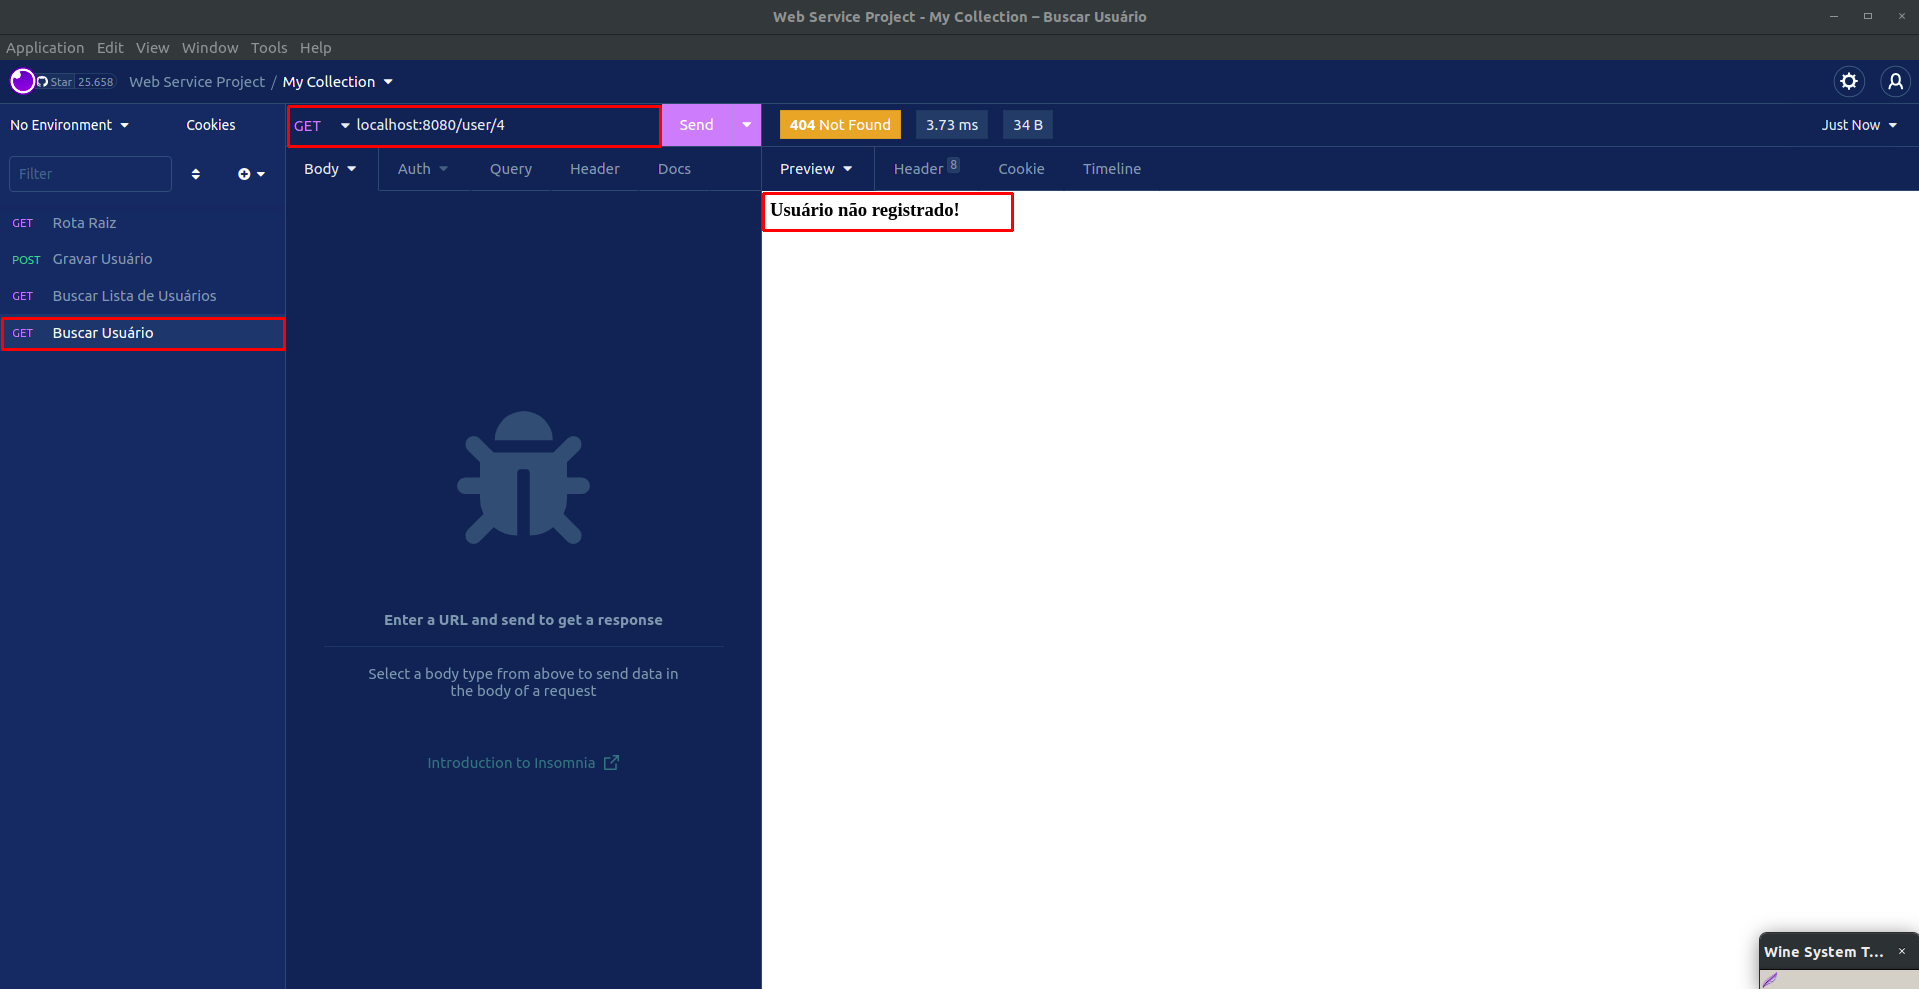 Web Service Project - My Collection – Buscar Usuário
Application Edit View Window Tools Help
Star 25.658 Web Service Project / My Collection
No Environment Cookies
Filter
GET Rota Raiz
POST Gravar Usuário
GET Buscar Lista de Usuários
GET Buscar Usuário
GET localhost:8080/user/4 Send
Body Auth Query Header Docs
Enter a URL and send to get a response
Select a body type from above to send data in
the body of a request
Introduction to Insomnia
404 Not Found 3.73 ms 34 B Just Now
Preview Header 8 Cookie Timeline
Usuário não registrado!
Wine System T...